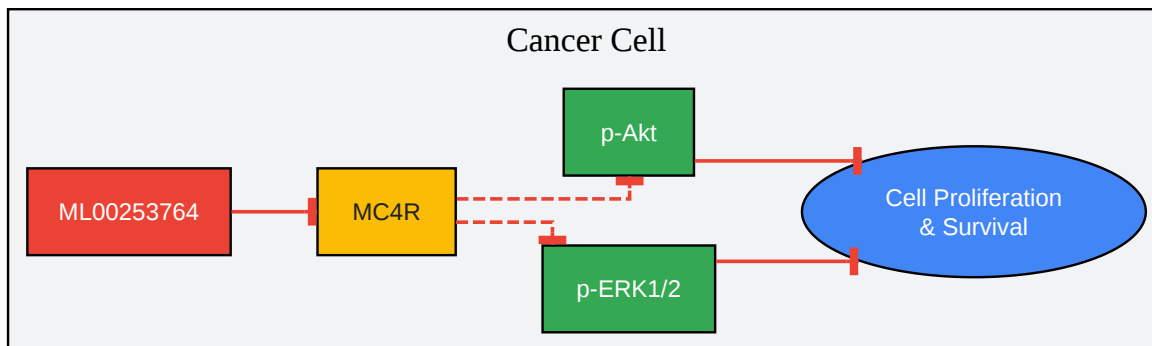 Cancer Cell
p-Akt
ML00253764
MC4R
Cell Proliferation
& Survival
p-ERK1/2